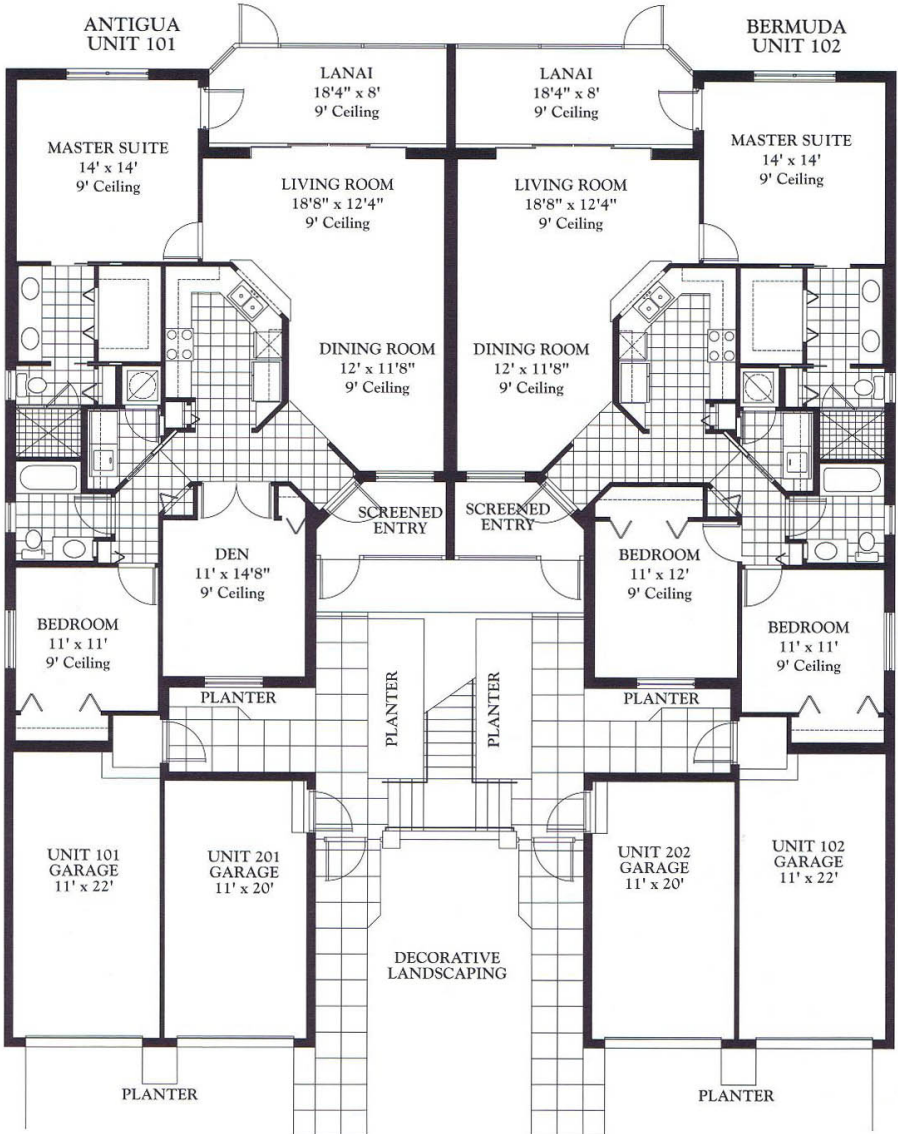 ANTIGUA
UNIT 101
BERMUDA
UNIT 102
LANAI
18'4" x 8'
9' Ceiling
LANAI
18'4" x 8'
9' Ceiling
MASTER SUITE
14' x 14'
9' Ceiling
MASTER SUITE
14' x 14'
9' Ceiling
LIVING ROOM
18'8" x 12'4"
9' Ceiling
LIVING ROOM
18'8" x 12'4"
9' Ceiling
DINING ROOM
12' x 11'8"
9' Ceiling
DINING ROOM
12' x 11'8"
9' Ceiling
SCREENED
ENTRY
SCREENED
ENTRY
DEN
11' x 14'8"
9' Ceiling
BEDROOM
11' x 12'
9' Ceiling
BEDROOM
11' x 11'
9' Ceiling
BEDROOM
11' x 11'
9' Ceiling
PLANTER
PLANTER
PLANTER
PLANTER
UNIT 101
GARAGE
11' x 22'
UNIT 201
GARAGE
11' x 20'
UNIT 202
GARAGE
11' x 20'
UNIT 102
GARAGE
11' x 22'
DECORATIVE
LANDSCAPING
PLANTER
PLANTER